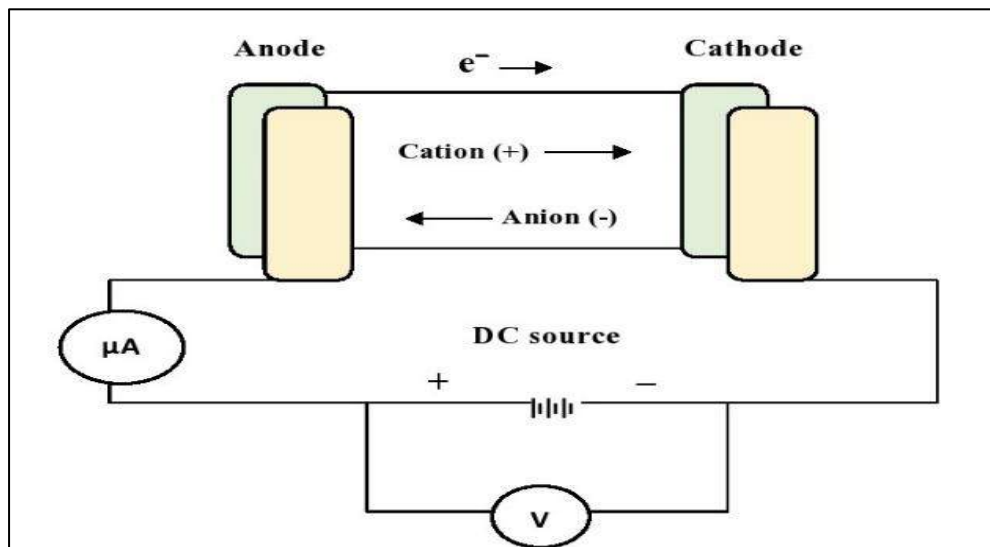 Anode
Cathode
e⁻ →
Cation (+) →
← Anion (-)
µA
DC source
+ −
V